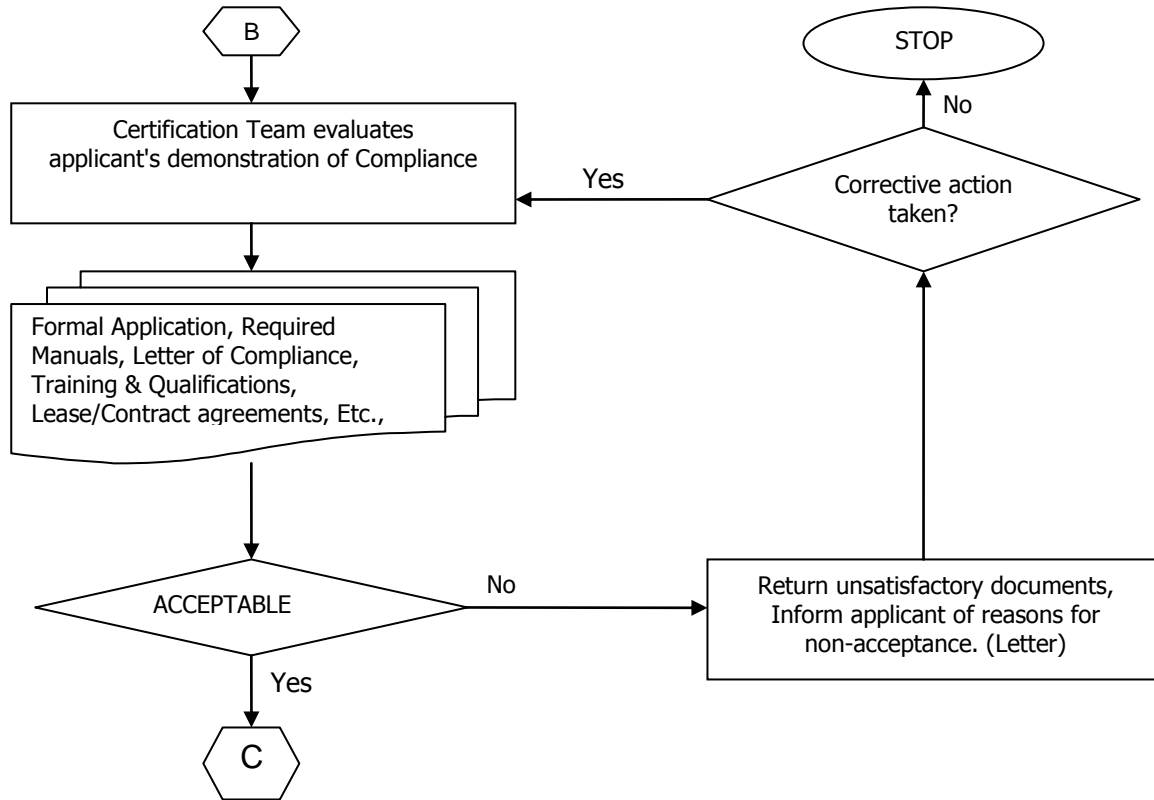 B
STOP
No
Certification Team evaluates
applicant's demonstration of Compliance
Yes
Corrective action
taken?
Formal Application, Required
Manuals, Letter of Compliance,
Training & Qualifications,
Lease/Contract agreements, Etc.,
ACCEPTABLE
No
Return unsatisfactory documents,
Inform applicant of reasons for
non-acceptance. (Letter)
Yes
C